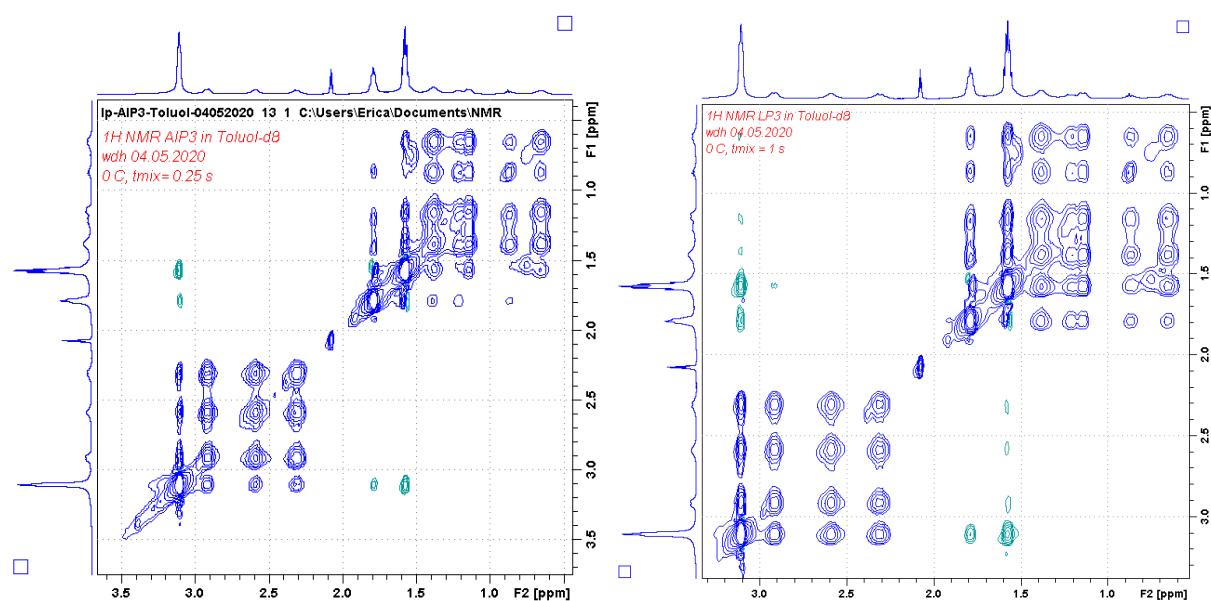 lp-AIP3-Toluol-04052020 13 1 C:\Users\Erica\Documents\NMR
1H NMR AIP3 in Toluol-d8
wdh 04.05.2020
0 C, tmix= 0.25 s
F1 [ppm]
1.0
1.5
2.0
2.5
3.0
3.5
3.5
3.0
2.5
2.0
1.5
1.0
F2 [ppm]
1H NMR LP3 in Toluol-d8
wdh 04.05.2020
0 C, tmix = 1 s
F1 [ppm]
1.0
1.5
2.0
2.5
3.0
3.0
2.5
2.0
1.5
1.0
F2 [ppm]